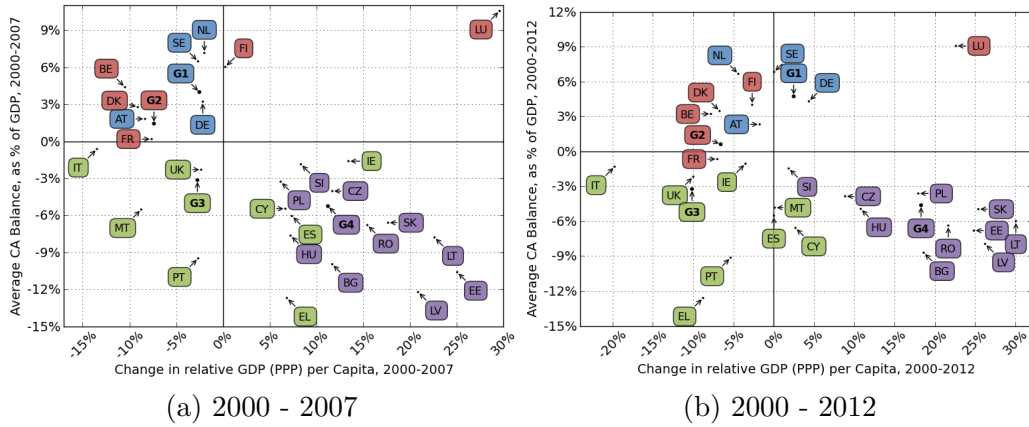 9%
6%
3%
0%
-3%
-6%
-9%
-12%
-15%
Average CA Balance, as % of GDP, 2000-2007
NL
LU
SE
FI
BE
G1
DK
G2
AT
DE
FR
IT
UK
IE
SI
CZ
G3
CY
PL
MT
ES
G4
SK
RO
HU
LT
PT
BG
EE
EL
LV
-15%
-10%
-5%
0%
5%
10%
15%
20%
25%
30%
Change in relative GDP (PPP) per Capita, 2000-2007
(a) 2000 - 2007
12%
9%
6%
3%
0%
-3%
-6%
-9%
-12%
-15%
Average CA Balance, as % of GDP, 2000-2012
SE
LU
NL
G1
FI
DE
DK
BE
AT
G2
FR
IT
IE
SI
UK
CZ
PL
G3
MT
SK
HU
G4
EE
ES
CY
RO
LT
PT
BG
LV
EL
-20%
-15%
-10%
-5%
0%
5%
10%
15%
20%
25%
30%
Change in relative GDP (PPP) per Capita, 2000-2012
(b) 2000 - 2012